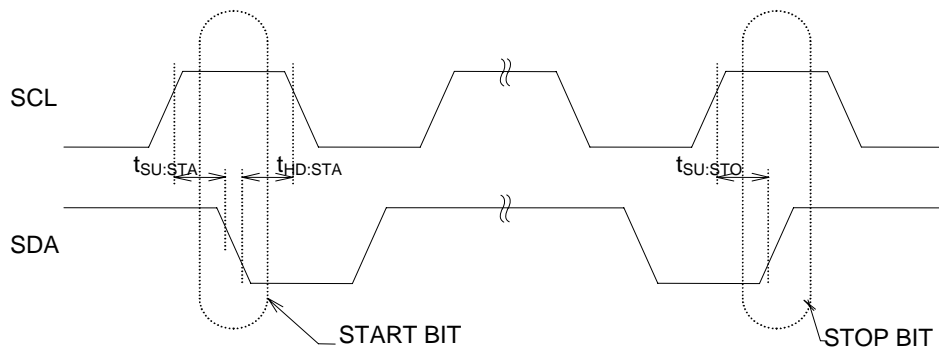 SCL
tSU:STA tHD:STA tSU:STO
SDA
START BIT STOP BIT